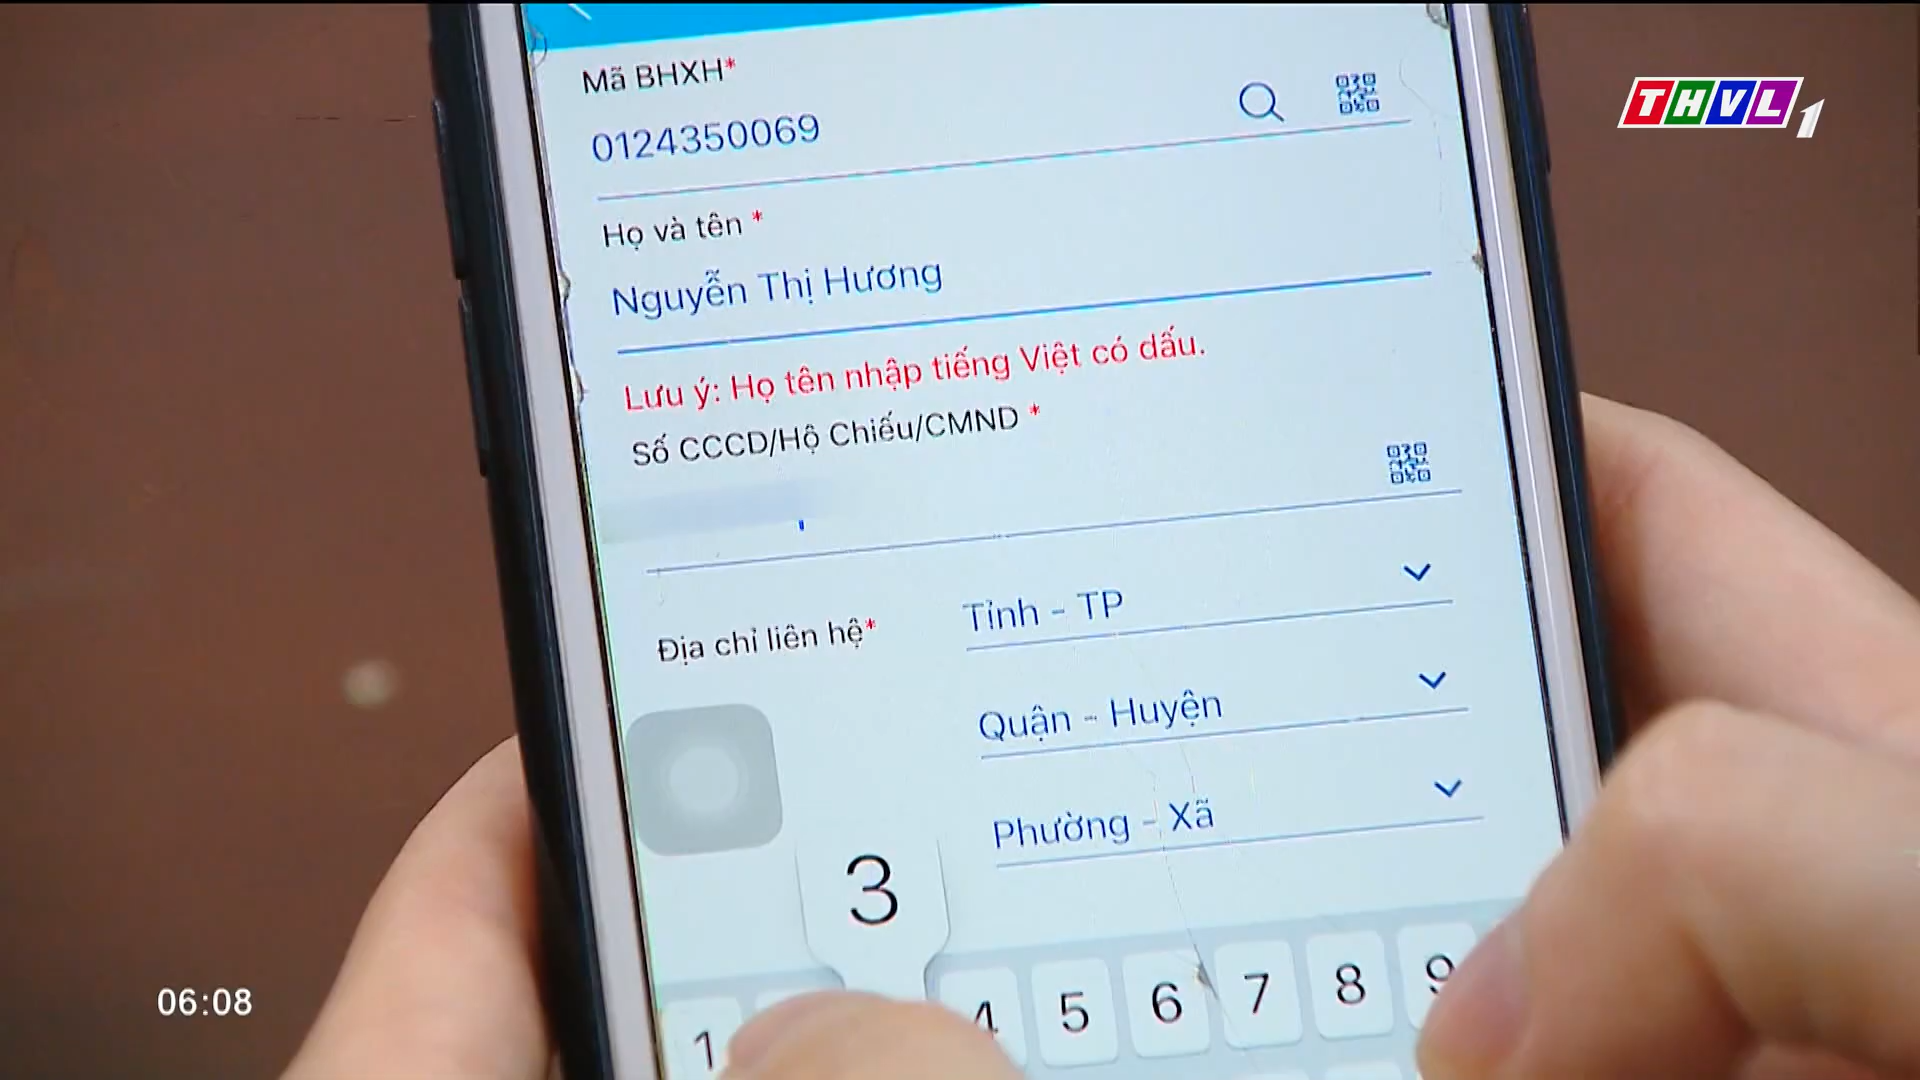 Mã BHXH*
0124350069
THVL1
Họ và tên *
Nguyễn Thị Hương
Lưu ý: Họ tên nhập tiếng Việt có dấu.
Số CCCD/Hộ Chiếu/CMND *
Địa chỉ liên hệ*
Tỉnh - TP
Quận - Huyện
Phường - Xã
3
1 4 5 6 7 8 9
06:08